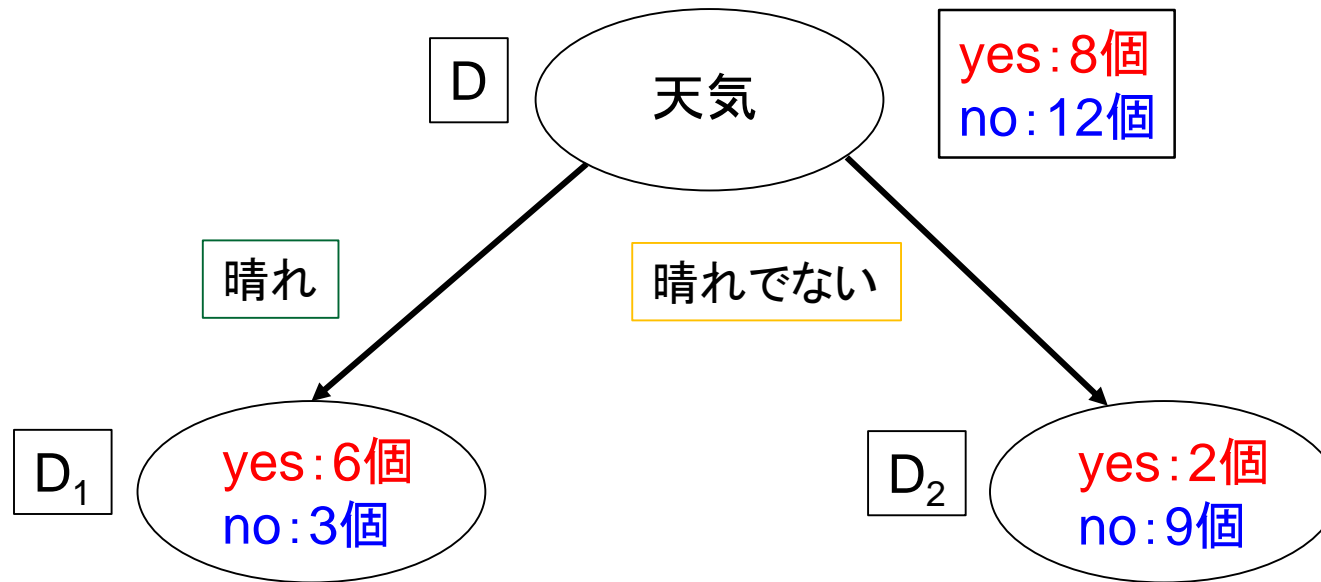 D
天気
yes:8個
no:12個
晴れ
晴れでない
D₁
yes:6個
no:3個
D₂
yes:2個
no:9個